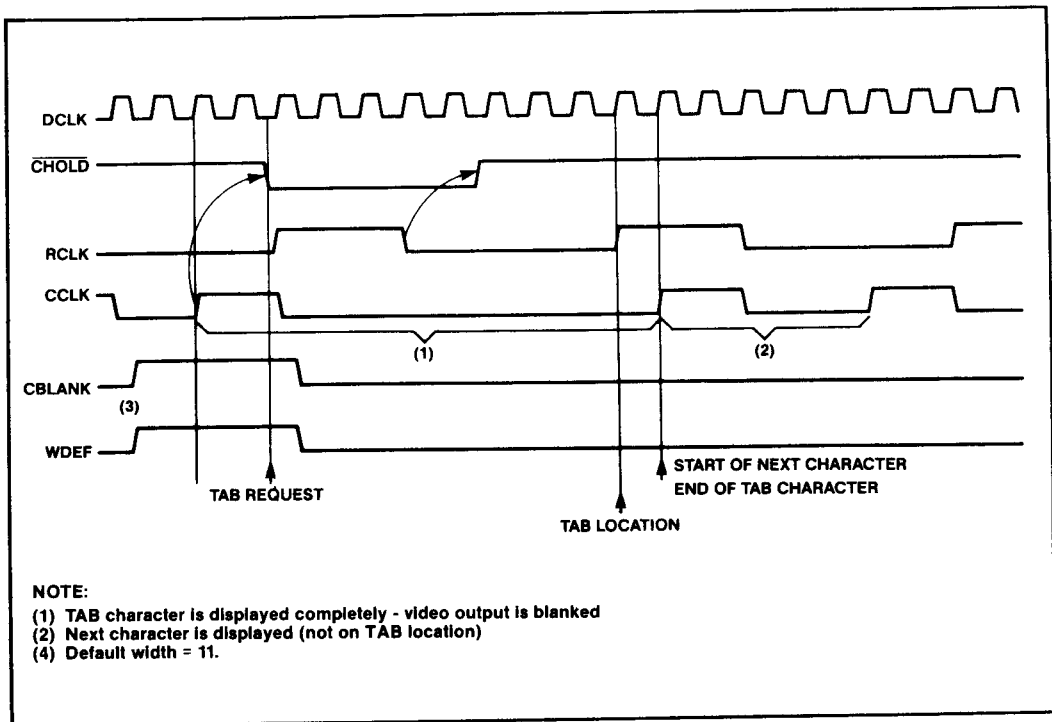 DCLK
CHOLD
RCLK
CCLK
(1)
(2)
CBLANK
(3)
WDEF
TAB REQUEST
START OF NEXT CHARACTER
END OF TAB CHARACTER
TAB LOCATION
NOTE:
(1) TAB character is displayed completely - video output is blanked
(2) Next character is displayed (not on TAB location)
(4) Default width = 11.